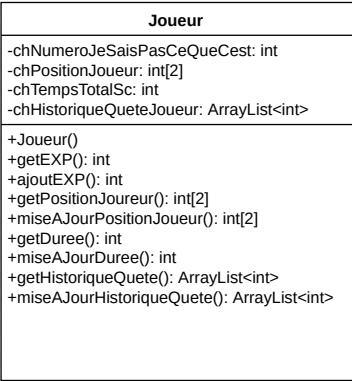 Joueur
-chNumeroJeSaisPasCeQueCest: int
-chPositionJoueur: int[2]
-chTempsTotalSc: int
-chHistoriqueQueteJoueur: ArrayList<int>
+Joueur()
+getEXP(): int
+ajoutEXP(): int
+getPositionJoureur(): int[2]
+miseAJourPositionJoueur(): int[2]
+getDuree(): int
+miseAJourDuree(): int
+getHistoriqueQuete(): ArrayList<int>
+miseAJourHistoriqueQuete(): ArrayList<int>